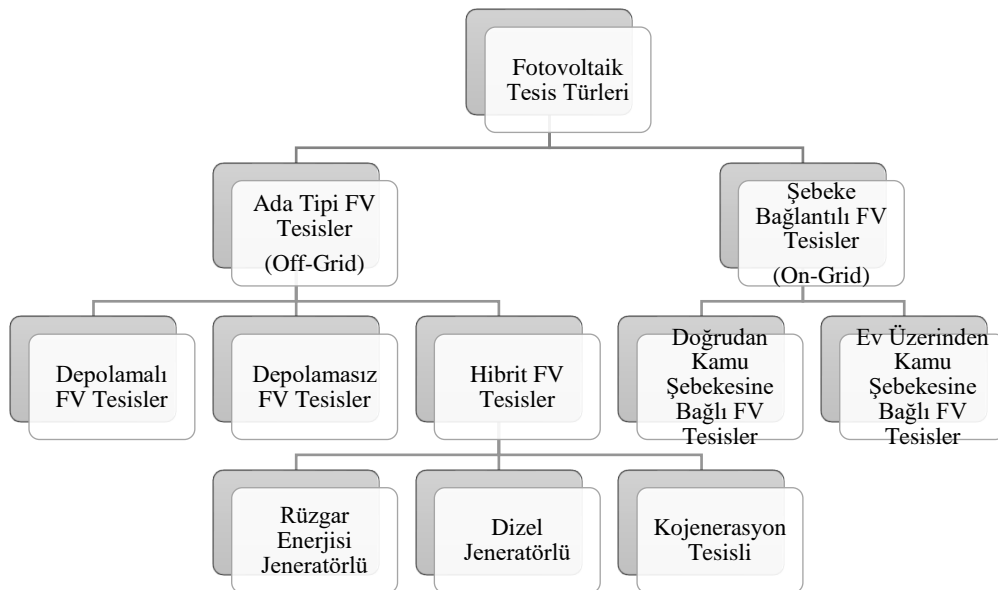 Fotovoltaik
Tesis Türleri
Ada Tipi FV
Tesisler
(Off-Grid)
Şebeke
Bağlantılı FV
Tesisler
(On-Grid)
Depolamalı
FV Tesisler
Depolamasız
FV Tesisler
Hibrit FV
Tesisler
Doğrudan
Kamu
Şebekesine
Bağlı FV
Tesisler
Ev Üzerinden
Kamu
Şebekesine
Bağlı FV
Tesisler
Rüzgar
Enerjisi
Jeneratörlü
Dizel
Jeneratörlü
Kojenerasyon
Tesisli